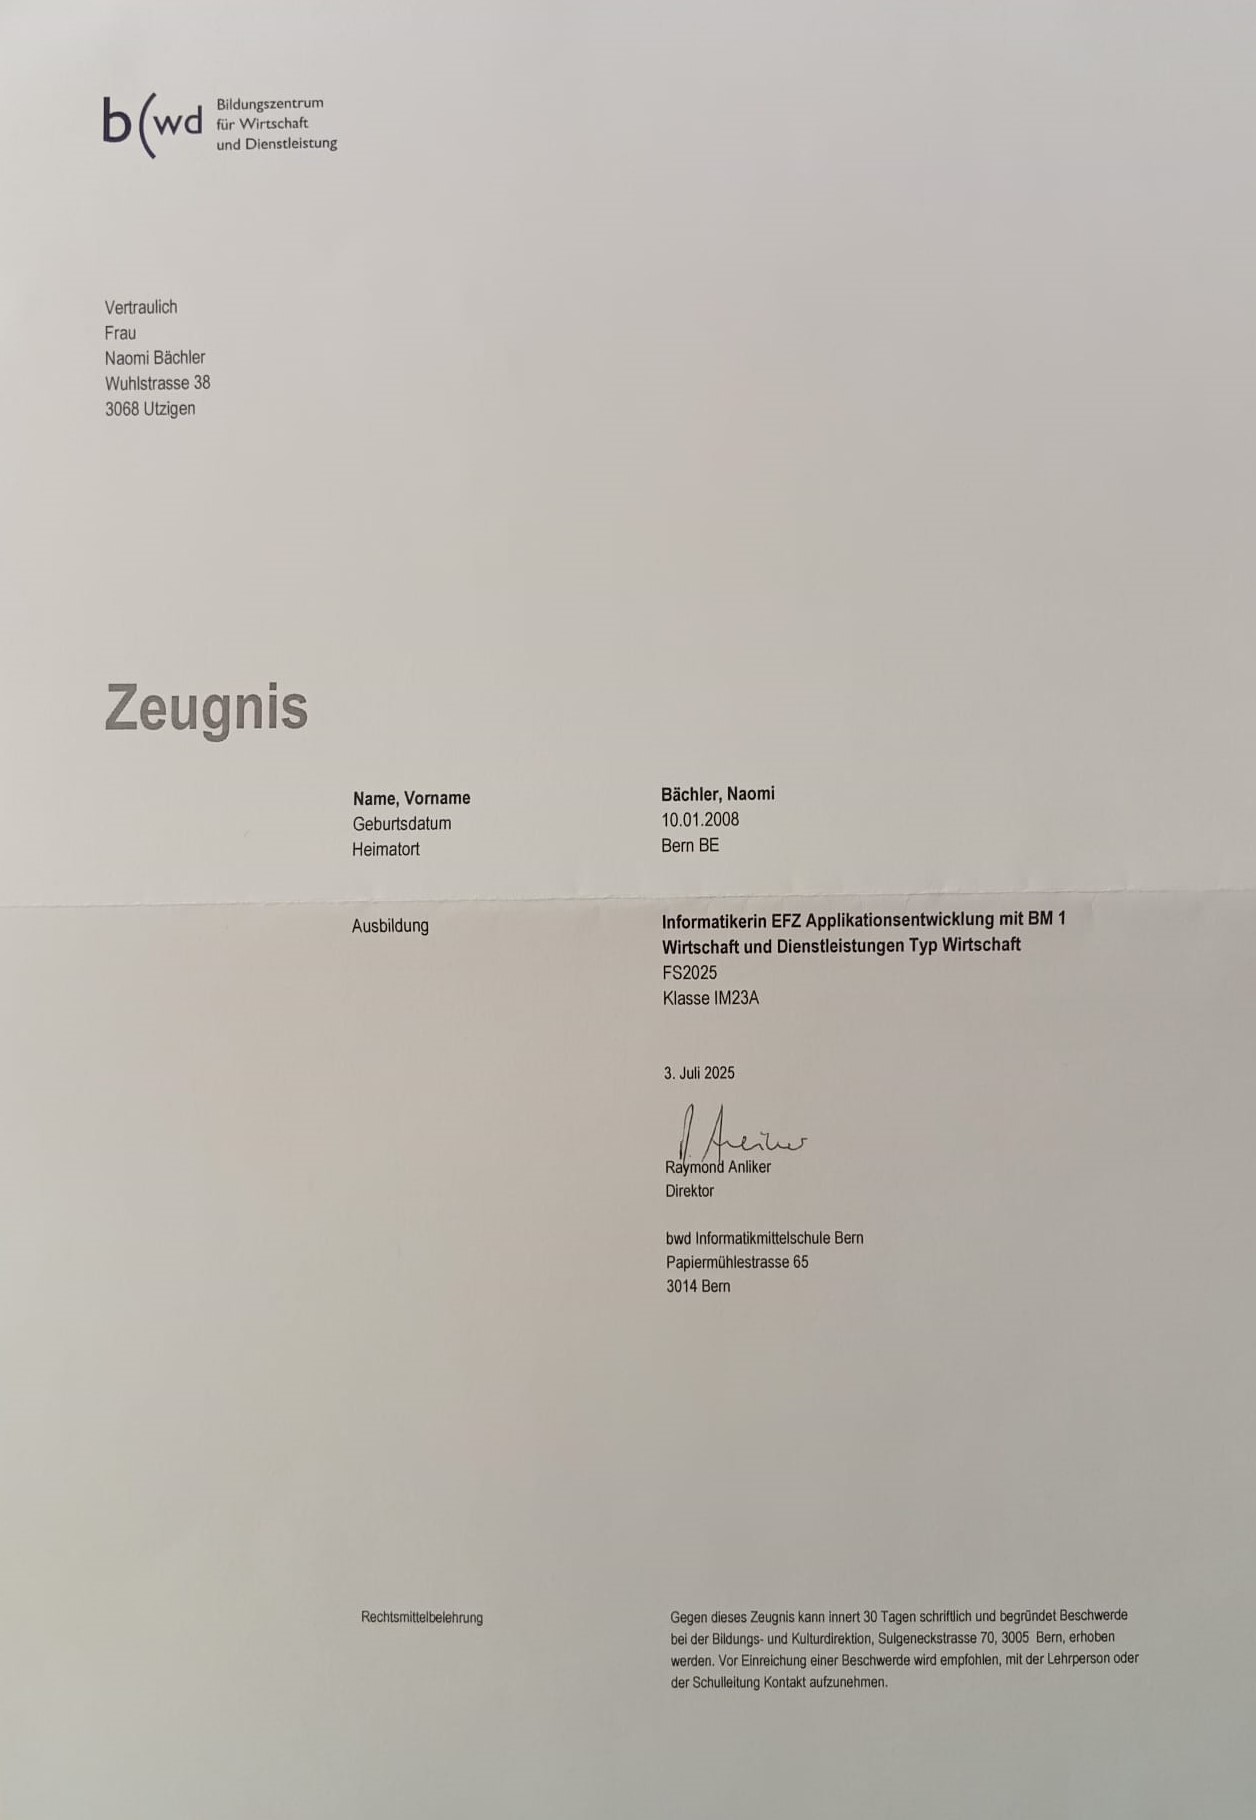 b(wd
Bildungszentrum
für Wirtschaft
und Dienstleistung
Vertraulich
Frau
Naomi Bächler
Wuhlstrasse 38
3068 Utzigen
Zeugnis
Name, Vorname Bächler, Naomi
Geburtsdatum 10.01.2008
Heimatort Bern BE
Ausbildung Informatikerin EFZ Applikationsentwicklung mit BM 1
Wirtschaft und Dienstleistungen Typ Wirtschaft
FS2025
Klasse IM23A
3. Juli 2025
Raymond Anliker
Direktor
bwd Informatikmittelschule Bern
Papiermühlestrasse 65
3014 Bern
Rechtsmittelbelehrung Gegen dieses Zeugnis kann innert 30 Tagen schriftlich und begründet Beschwerde
bei der Bildungs- und Kulturdirektion, Sulgeneckstrasse 70, 3005 Bern, erhoben
werden. Vor Einreichung einer Beschwerde wird empfohlen, mit der Lehrperson oder
der Schulleitung Kontakt aufzunehmen.